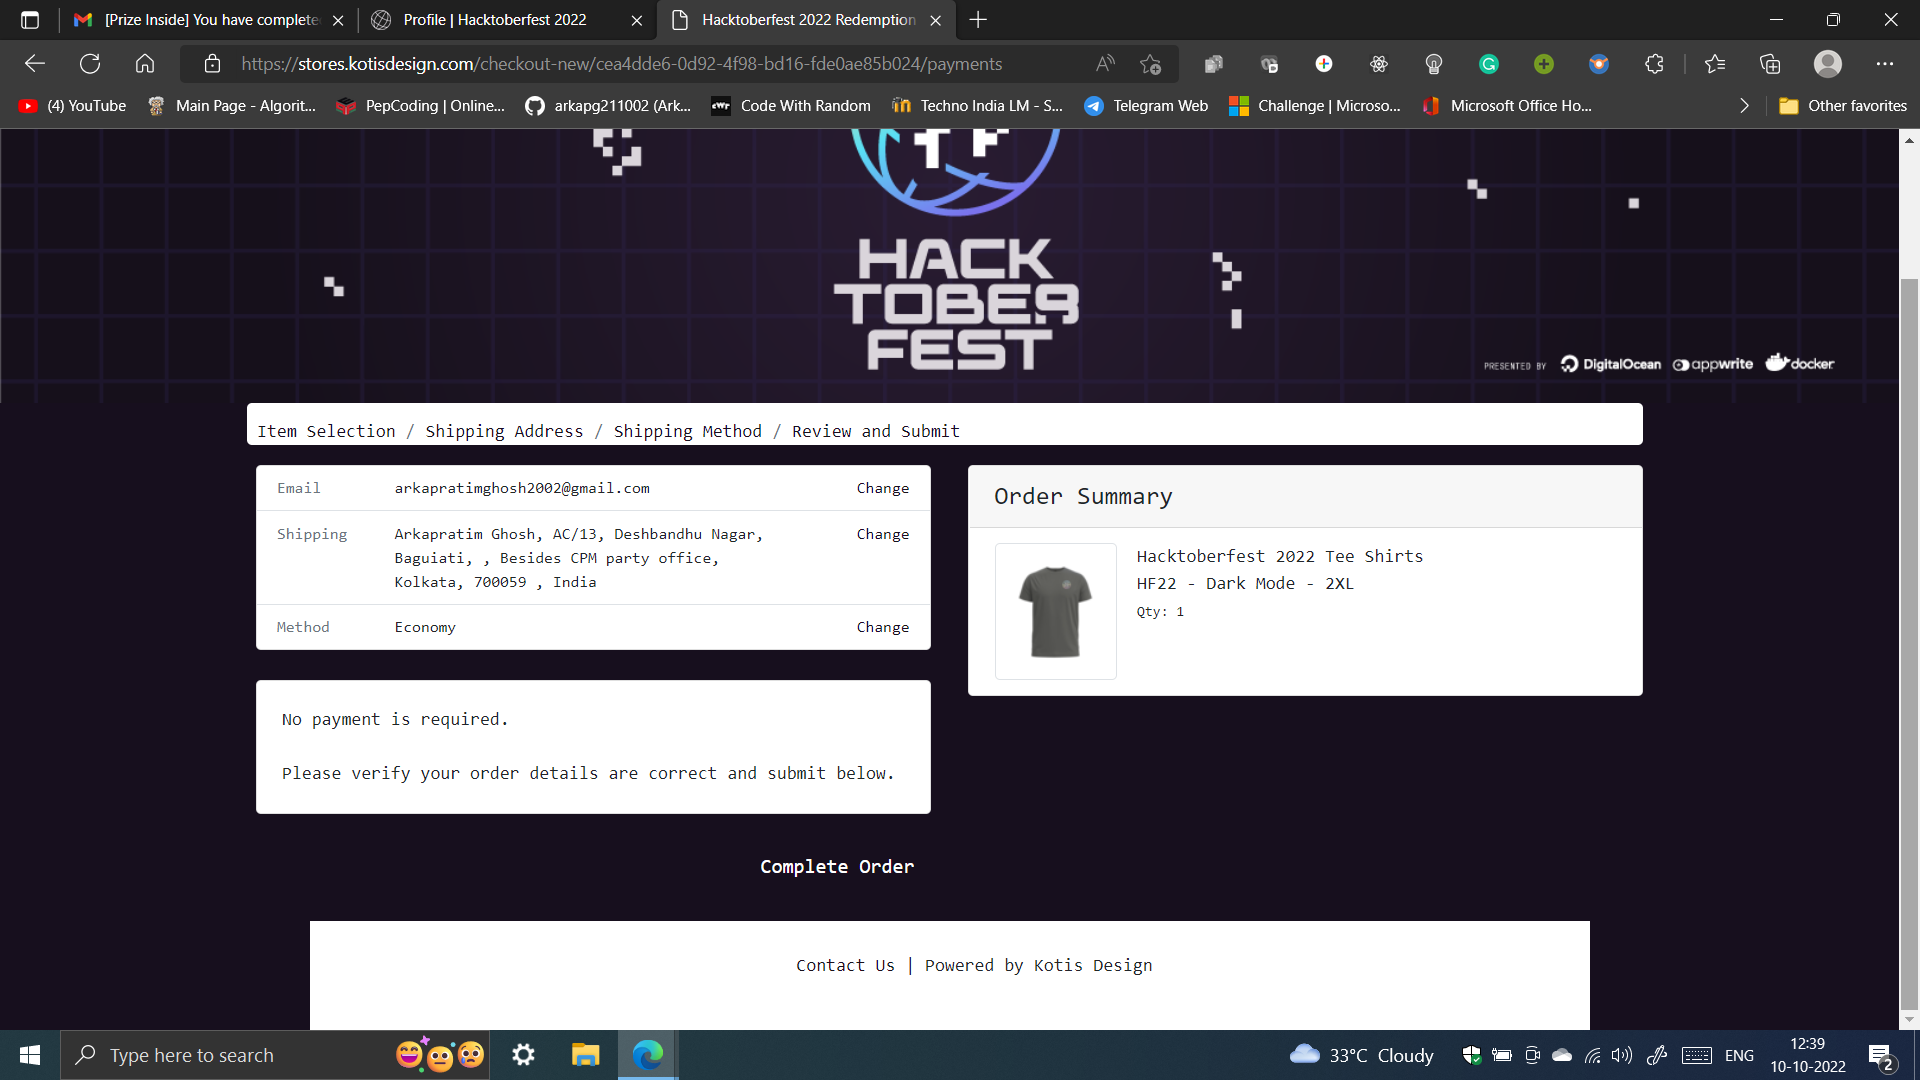 [Prize Inside] You have complete
Profile | Hacktoberfest 2022
Hacktoberfest 2022 Redemption
https://stores.kotisdesign.com/checkout-new/cea4dde6-0d92-4f98-bd16-fde0ae85b024/payments
(4) YouTube
Main Page - Algorit...
PepCoding | Online...
arkapg211002 (Ark...
Code With Random
Techno India LM - S...
Telegram Web
Challenge | Microso...
Microsoft Office Ho...
Other favorites
HACK
TOBER
FEST
PRESENTED BY DigitalOcean appwrite docker
Item Selection / Shipping Address / Shipping Method / Review and Submit
Email arkapratimghosh2002@gmail.com Change
Shipping Arkapratim Ghosh, AC/13, Deshbandhu Nagar, Change
Baguiati, , Besides CPM party office,
Kolkata, 700059 , India
Method Economy Change
Order Summary
Hacktoberfest 2022 Tee Shirts
HF22 - Dark Mode - 2XL
Qty: 1
No payment is required.
Please verify your order details are correct and submit below.
Complete Order
Contact Us | Powered by Kotis Design
Type here to search
33°C Cloudy
ENG
12:39
10-10-2022
2